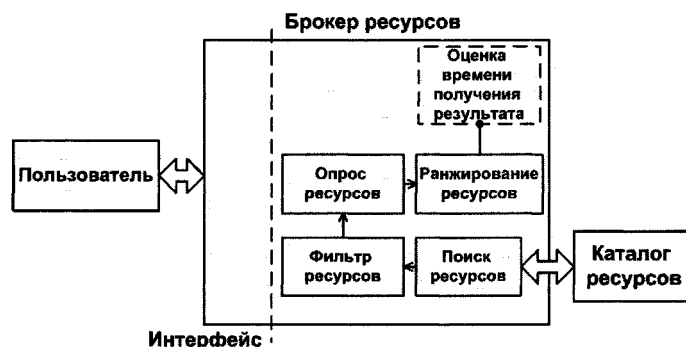 Брокер ресурсов
Оценка
времени
получения
результата
Пользователь
Опрос
ресурсов
Ранжирование
ресурсов
Фильтр
ресурсов
Поиск
ресурсов
Каталог
ресурсов
Интерфейс